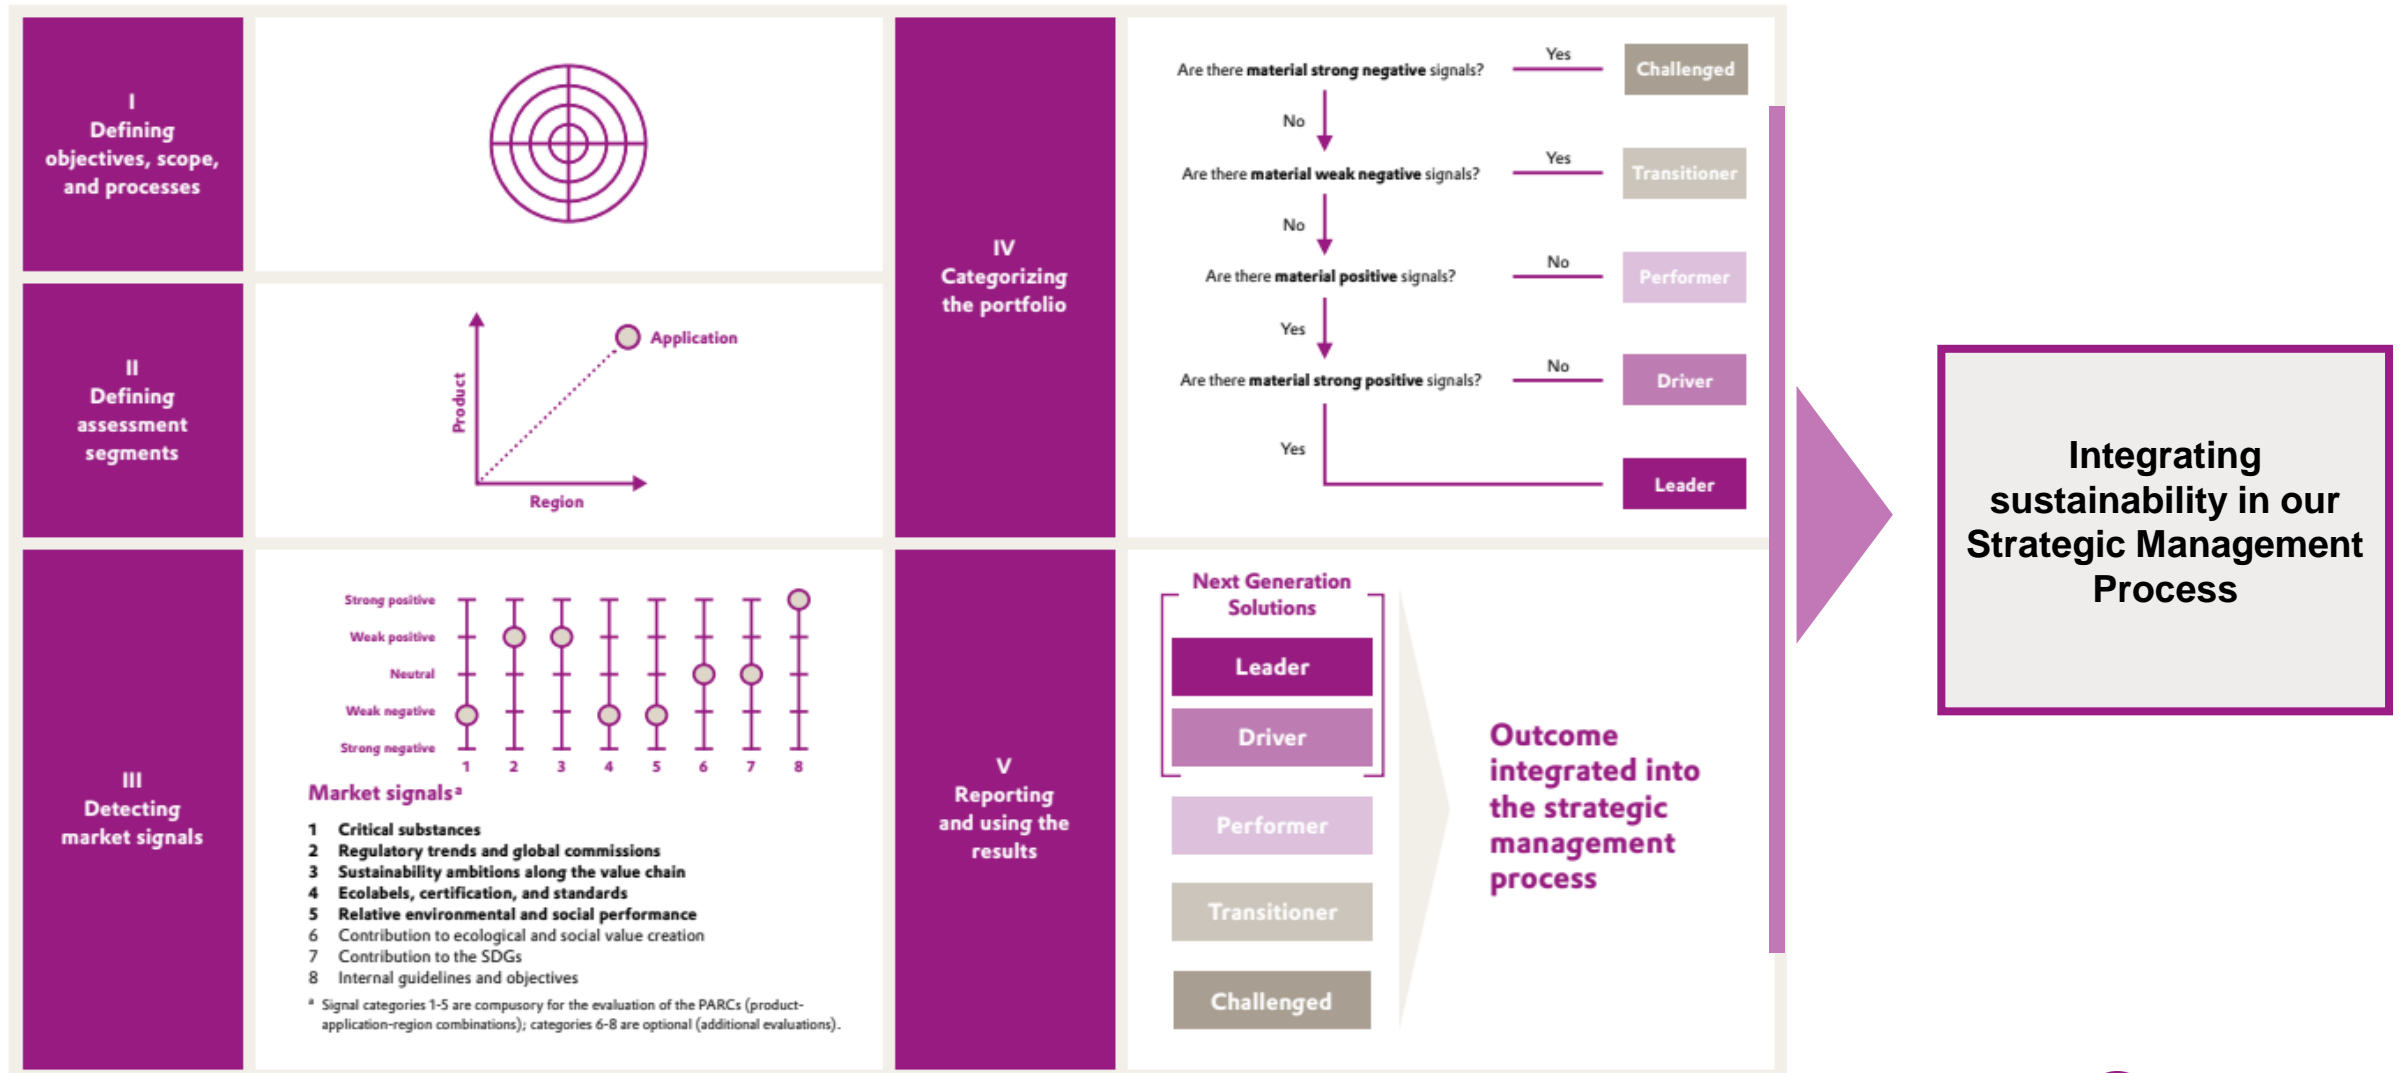 I
Defining
objectives, scope,
and processes
II
Defining
assessment
segments
Product
Application
Region
III
Detecting
market signals
Strong positive
Weak positive
Neutral
Weak negative
Strong negative
1 2 3 4 5 6 7 8
Market signals a
1 Critical substances
2 Regulatory trends and global commissions
3 Sustainability ambitions along the value chain
4 Ecolabels, certification, and standards
5 Relative environmental and social performance
6 Contribution to ecological and social value creation
7 Contribution to the SDGs
8 Internal guidelines and objectives
a Signal categories 1-5 are compusory for the evaluation of the PARCs (product-
application-region combinations); categories 6-8 are optional (additional evaluations).
IV
Categorizing
the portfolio
Are there material strong negative signals? Yes Challenged
No
Are there material weak negative signals? Yes Transitioner
No
Are there material positive signals? No Performer
Yes
Are there material strong positive signals? No Driver
Yes
Leader
V
Reporting
and using the
results
Next Generation
Solutions
Leader
Driver
Performer
Transitioner
Challenged
Outcome
integrated into
the strategic
management
process
Integrating
sustainability in our
Strategic Management
Process